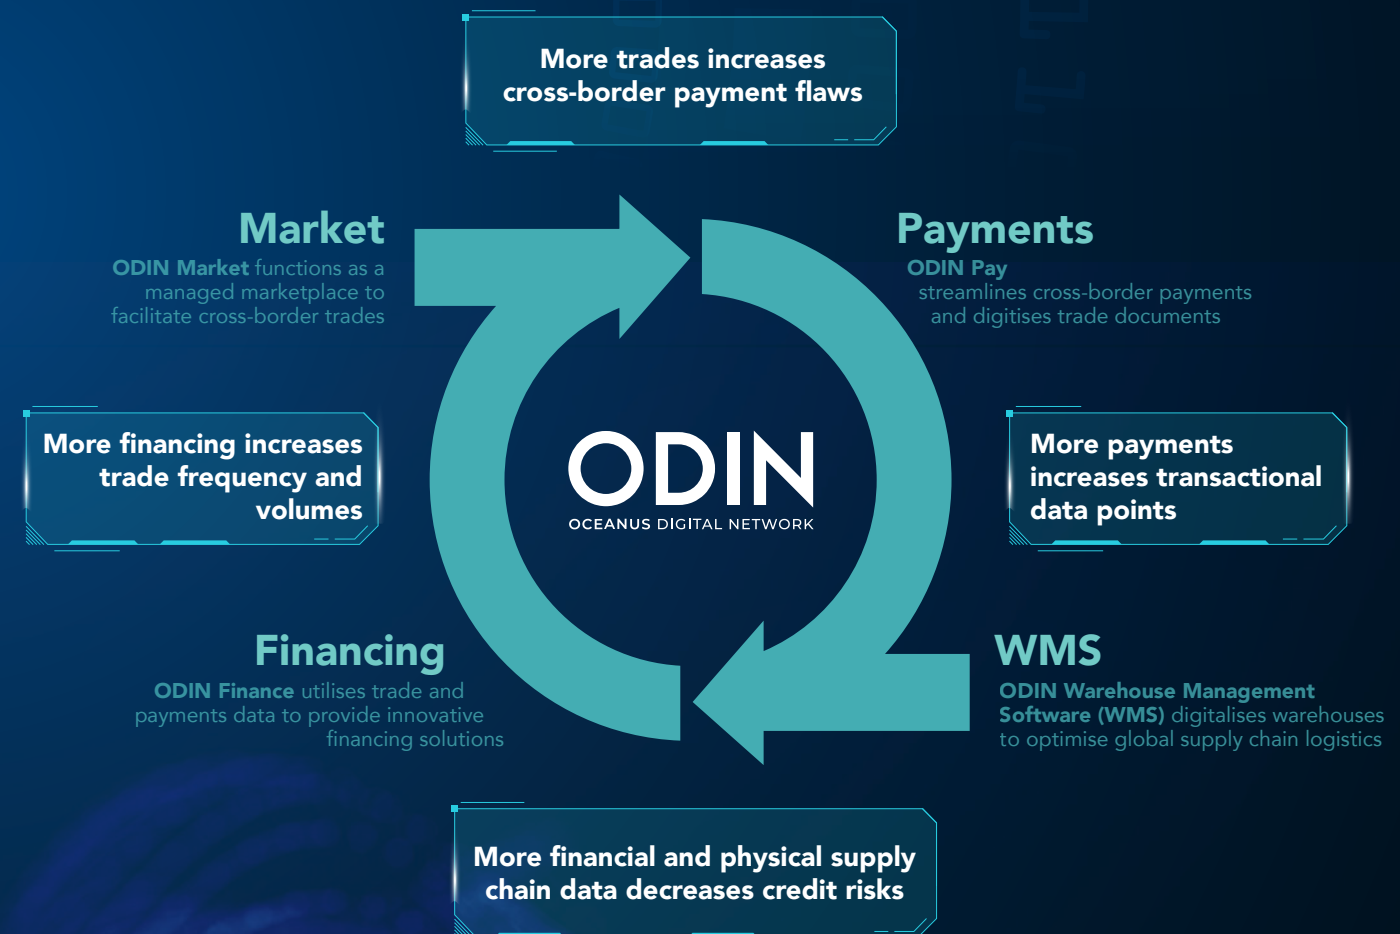 More trades increases
cross-border payment flaws
Market
ODIN Market functions as a
managed marketplace to
facilitate cross-border trades
Payments
ODIN Pay
streamlines cross-border payments
and digitises trade documents
More financing increases
trade frequency and
volumes
ODIN
OCEANUS DIGITAL NETWORK
More payments
increases transactional
data points
Financing
ODIN Finance utilises trade and
payments data to provide innovative
financing solutions
WMS
ODIN Warehouse Management
Software (WMS) digitalises warehouses
to optimise global supply chain logistics
More financial and physical supply
chain data decreases credit risks